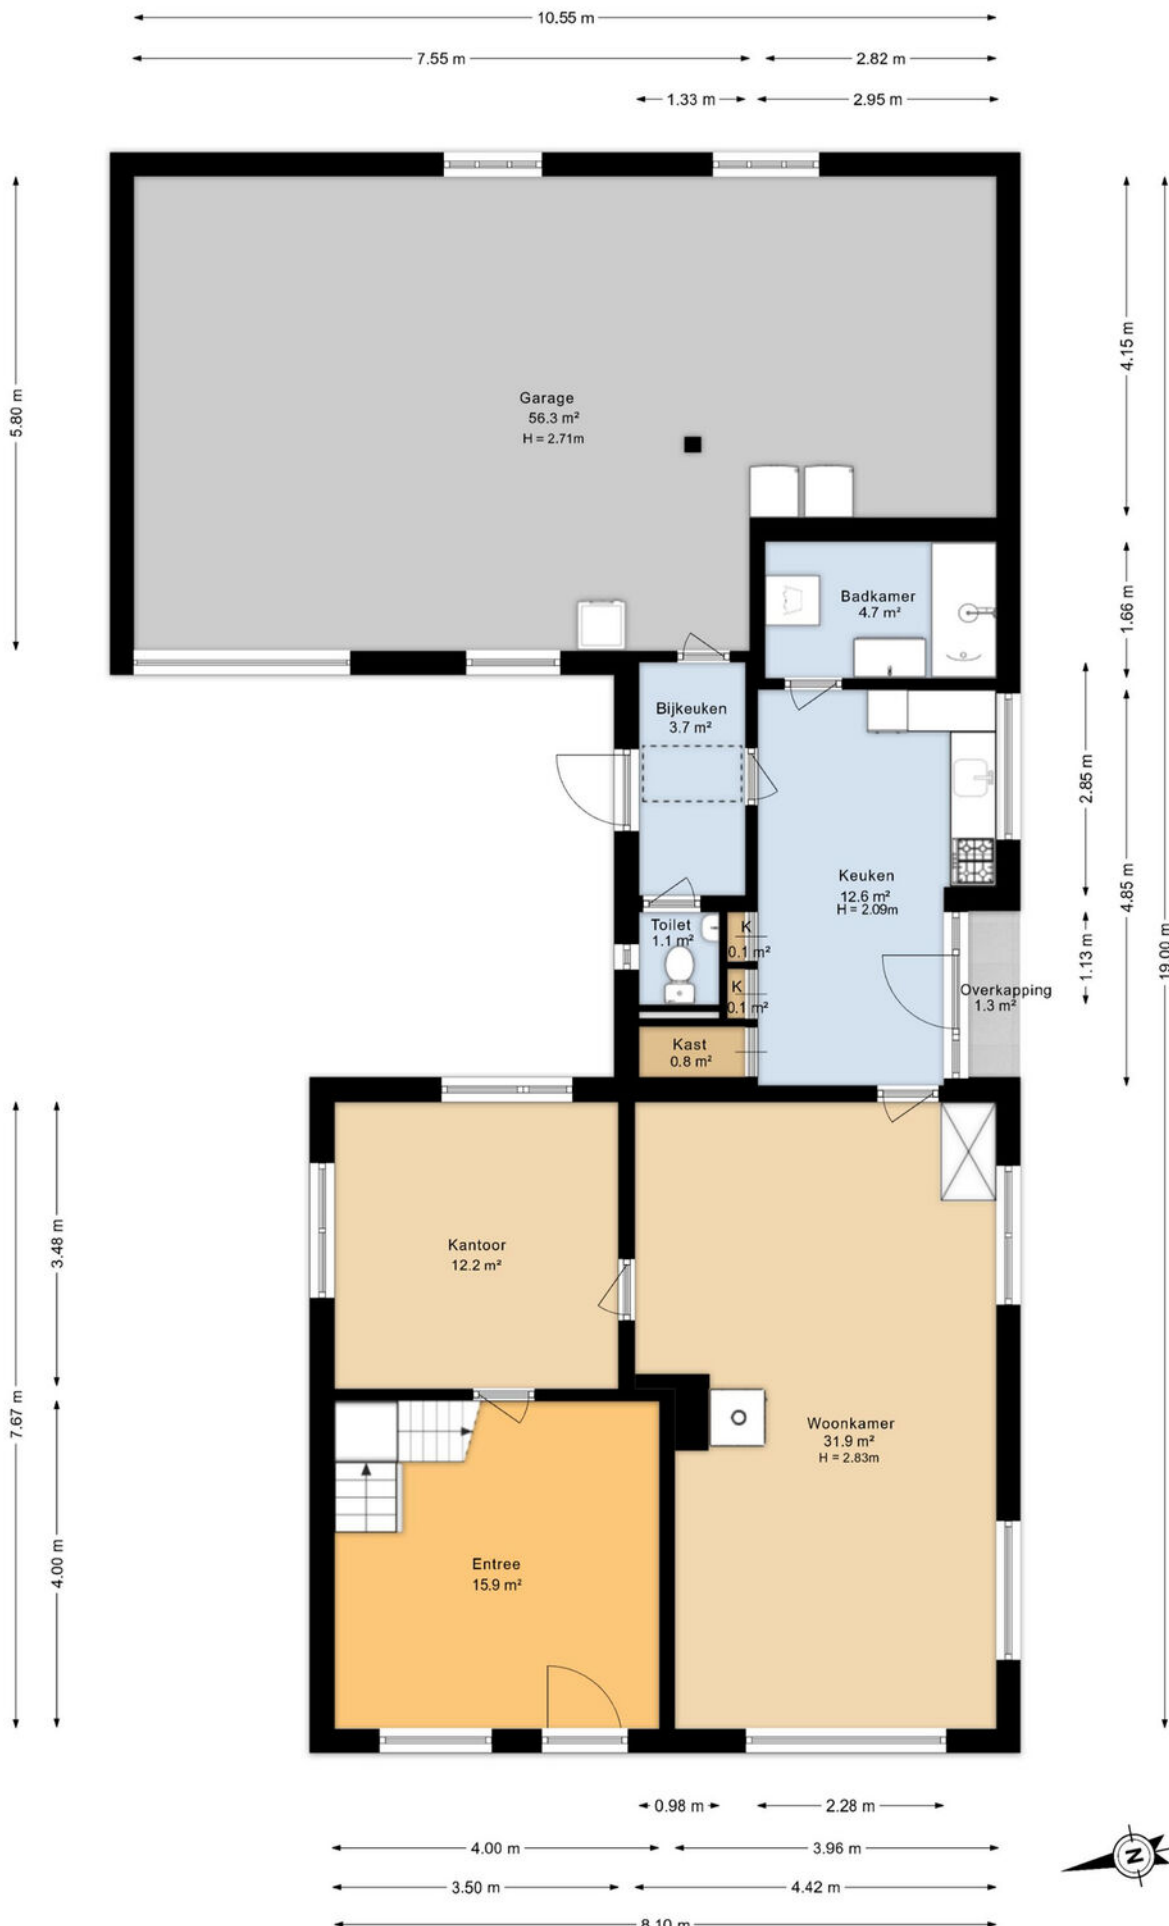 10.55 m
7.55 m
2.82 m
1.33 m
2.95 m
5.80 m
4.15 m
Garage
56.3 m²
H = 2.71m
1.66 m
Badkamer
4.7 m²
Bijkeuken
3.7 m²
2.85 m
4.85 m
19.00 m
Keuken
12.6 m²
H = 2.09m
Toilet
1.1 m²
K
0.1 m²
K
0.1 m²
1.13 m
Overkapping
1.3 m²
Kast
0.8 m²
3.48 m
7.67 m
4.00 m
Kantoor
12.2 m²
Woonkamer
31.9 m²
H = 2.83m
Entree
15.9 m²
0.98 m
2.28 m
4.00 m
3.96 m
3.50 m
4.42 m
8.10 m
N